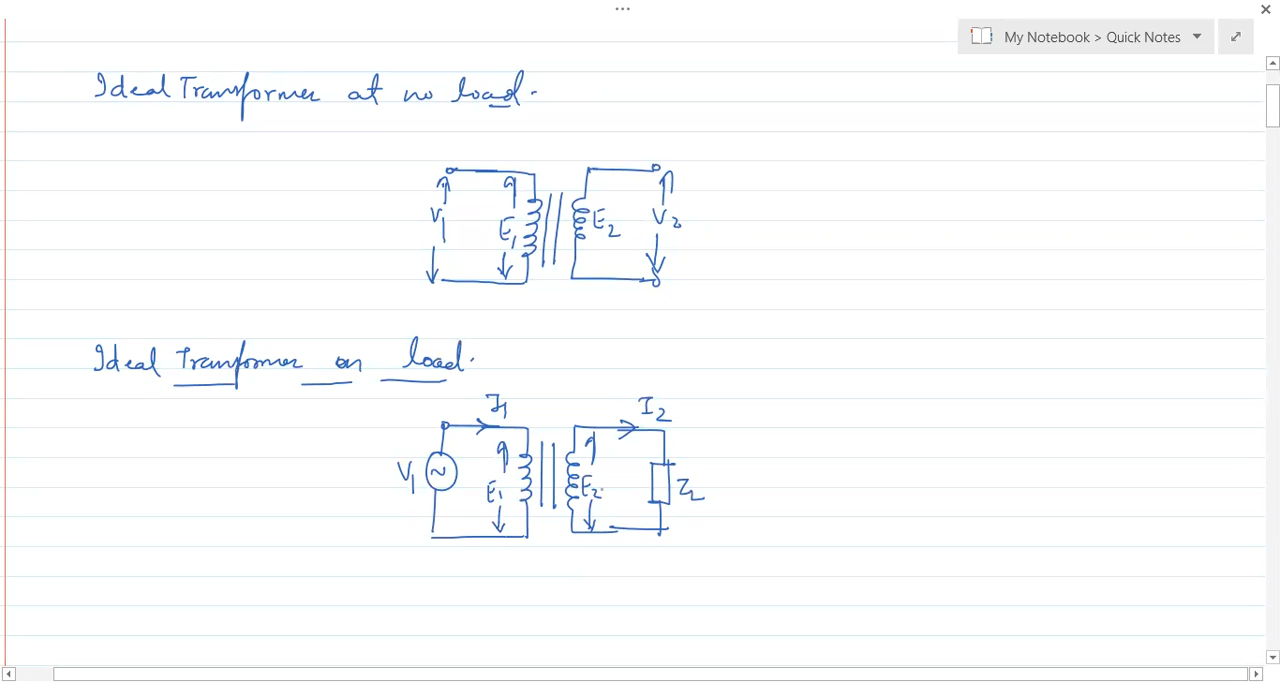 ...
My Notebook > Quick Notes
Ideal Transformer at no load.
V1 E1 E2 V2
Ideal Transformer on load.
I1 I2
V1 E1 E2 ZL